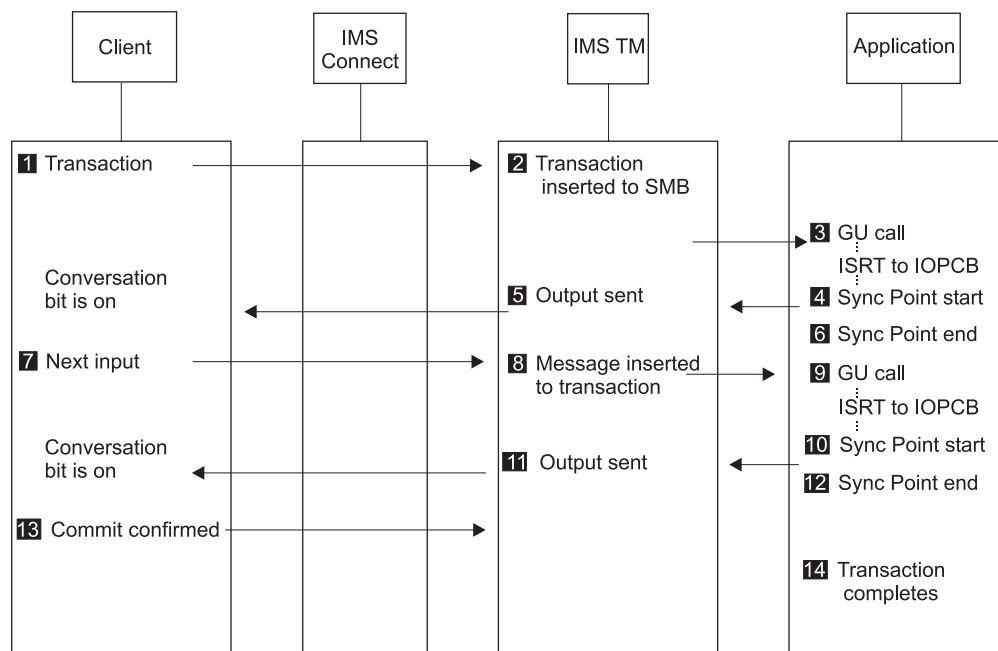 Client
IMS
Connect
IMS TM
Application
1 Transaction
2 Transaction
inserted to SMB
3 GU call
ISRT to IOPCB
Conversation
bit is on
5 Output sent
4 Sync Point start
6 Sync Point end
7 Next input
8 Message inserted
to transaction
9 GU call
ISRT to IOPCB
Conversation
bit is on
11 Output sent
10 Sync Point start
12 Sync Point end
13 Commit confirmed
14 Transaction
completes